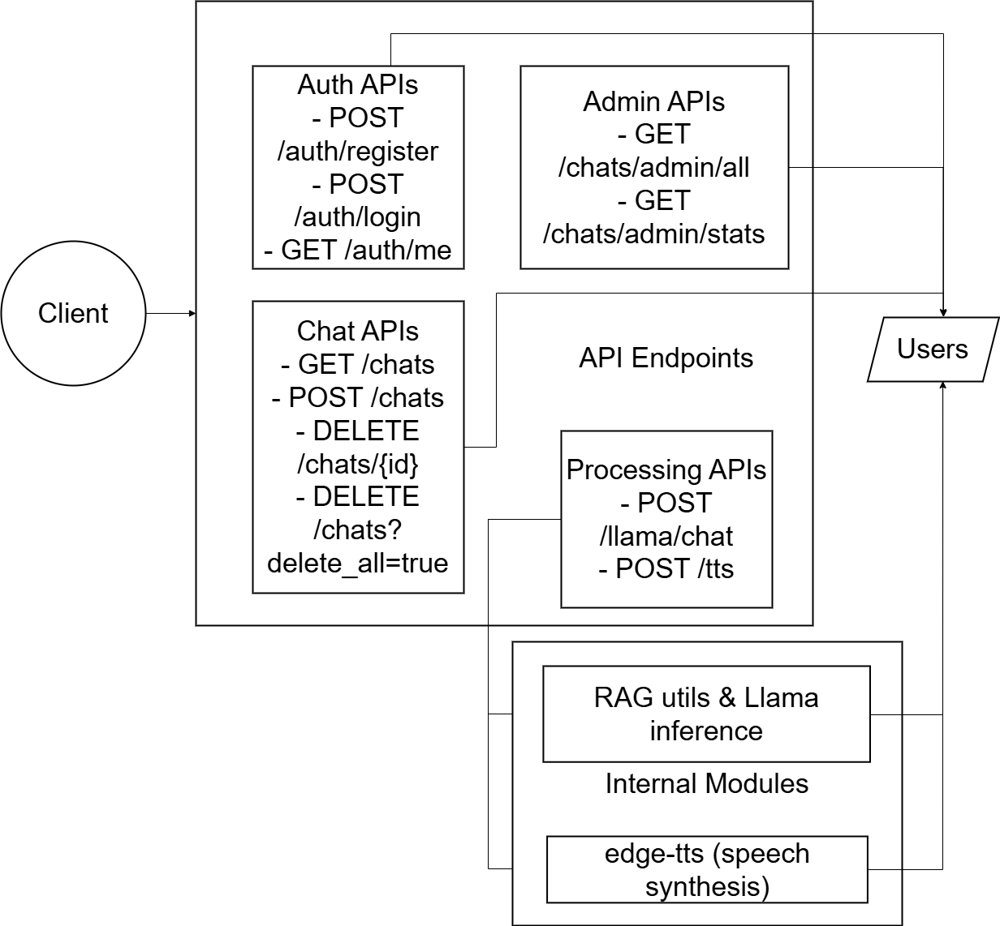 Auth APIs
- POST
/auth/register
- POST
/auth/login
- GET /auth/me
Admin APIs
- GET
/chats/admin/all
- GET
/chats/admin/stats
Client
Chat APIs
- GET /chats
- POST /chats
- DELETE
/chats/{id}
- DELETE
/chats?
delete_all=true
API Endpoints
Users
Processing APIs
- POST
/llama/chat
- POST /tts
RAG utils & Llama
inference
Internal Modules
edge-tts (speech
synthesis)